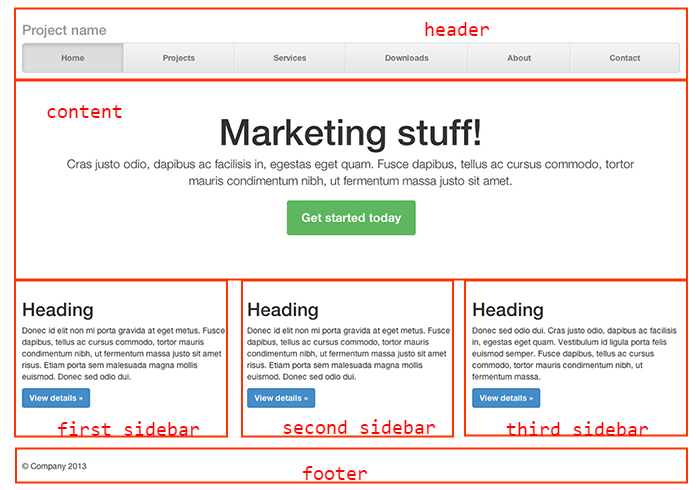 Project name
header
Home Projects Services Downloads About Contact
content
Marketing stuff!
Cras justo odio, dapibus ac facilisis in, egestas eget quam. Fusce dapibus, tellus ac cursus commodo, tortor
mauris condimentum nibh, ut fermentum massa justo sit amet.
Get started today
Heading
Donec id elit non mi porta gravida at eget metus. Fusce
dapibus, tellus ac cursus commodo, tortor mauris
condimentum nibh, ut fermentum massa justo sit amet
risus. Etiam porta sem malesuada magna mollis
euismod. Donec sed odio dui.
View details »
first sidebar
Heading
Donec id elit non mi porta gravida at eget metus. Fusce
dapibus, tellus ac cursus commodo, tortor mauris
condimentum nibh, ut fermentum massa justo sit amet
risus. Etiam porta sem malesuada magna mollis
euismod. Donec sed odio dui.
View details »
second sidebar
Heading
Donec sed odio dui. Cras justo odio, dapibus ac facilisis
in, egestas eget quam. Vestibulum id ligula porta felis
euismod semper. Fusce dapibus, tellus ac cursus
commodo, tortor mauris condimentum nibh, ut
fermentum massa.
View details »
third sidebar
© Company 2013
footer